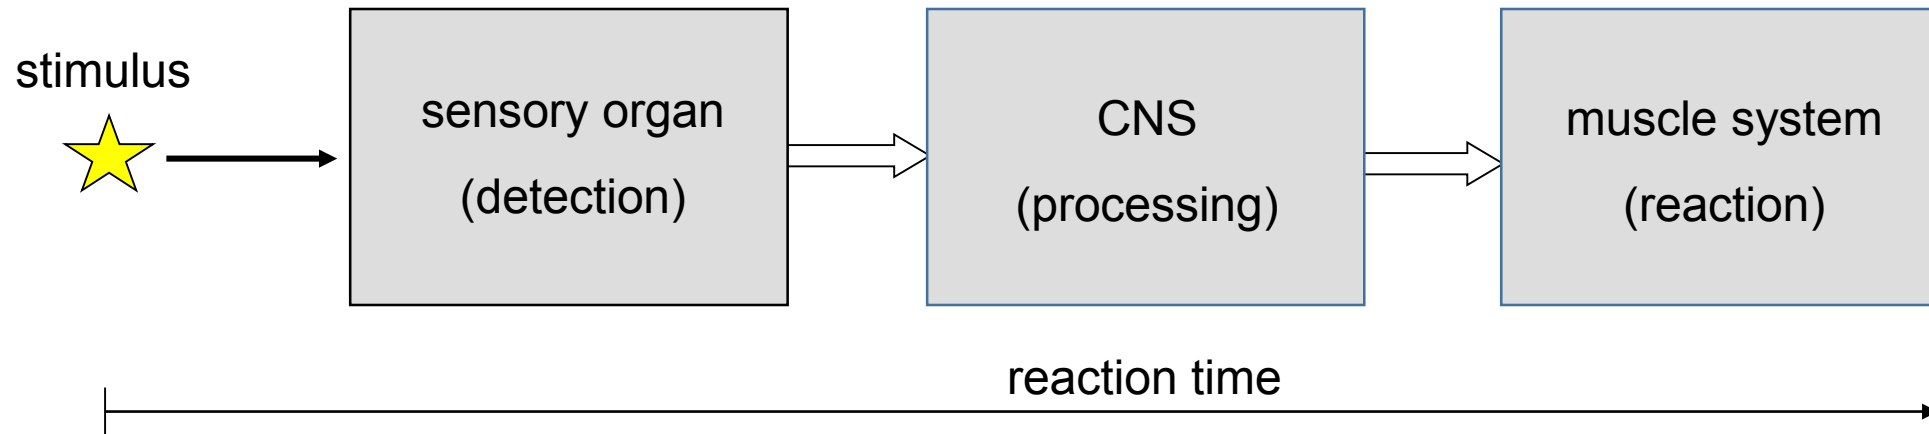 stimulus
sensory organ
(detection)
CNS
(processing)
muscle system
(reaction)
reaction time